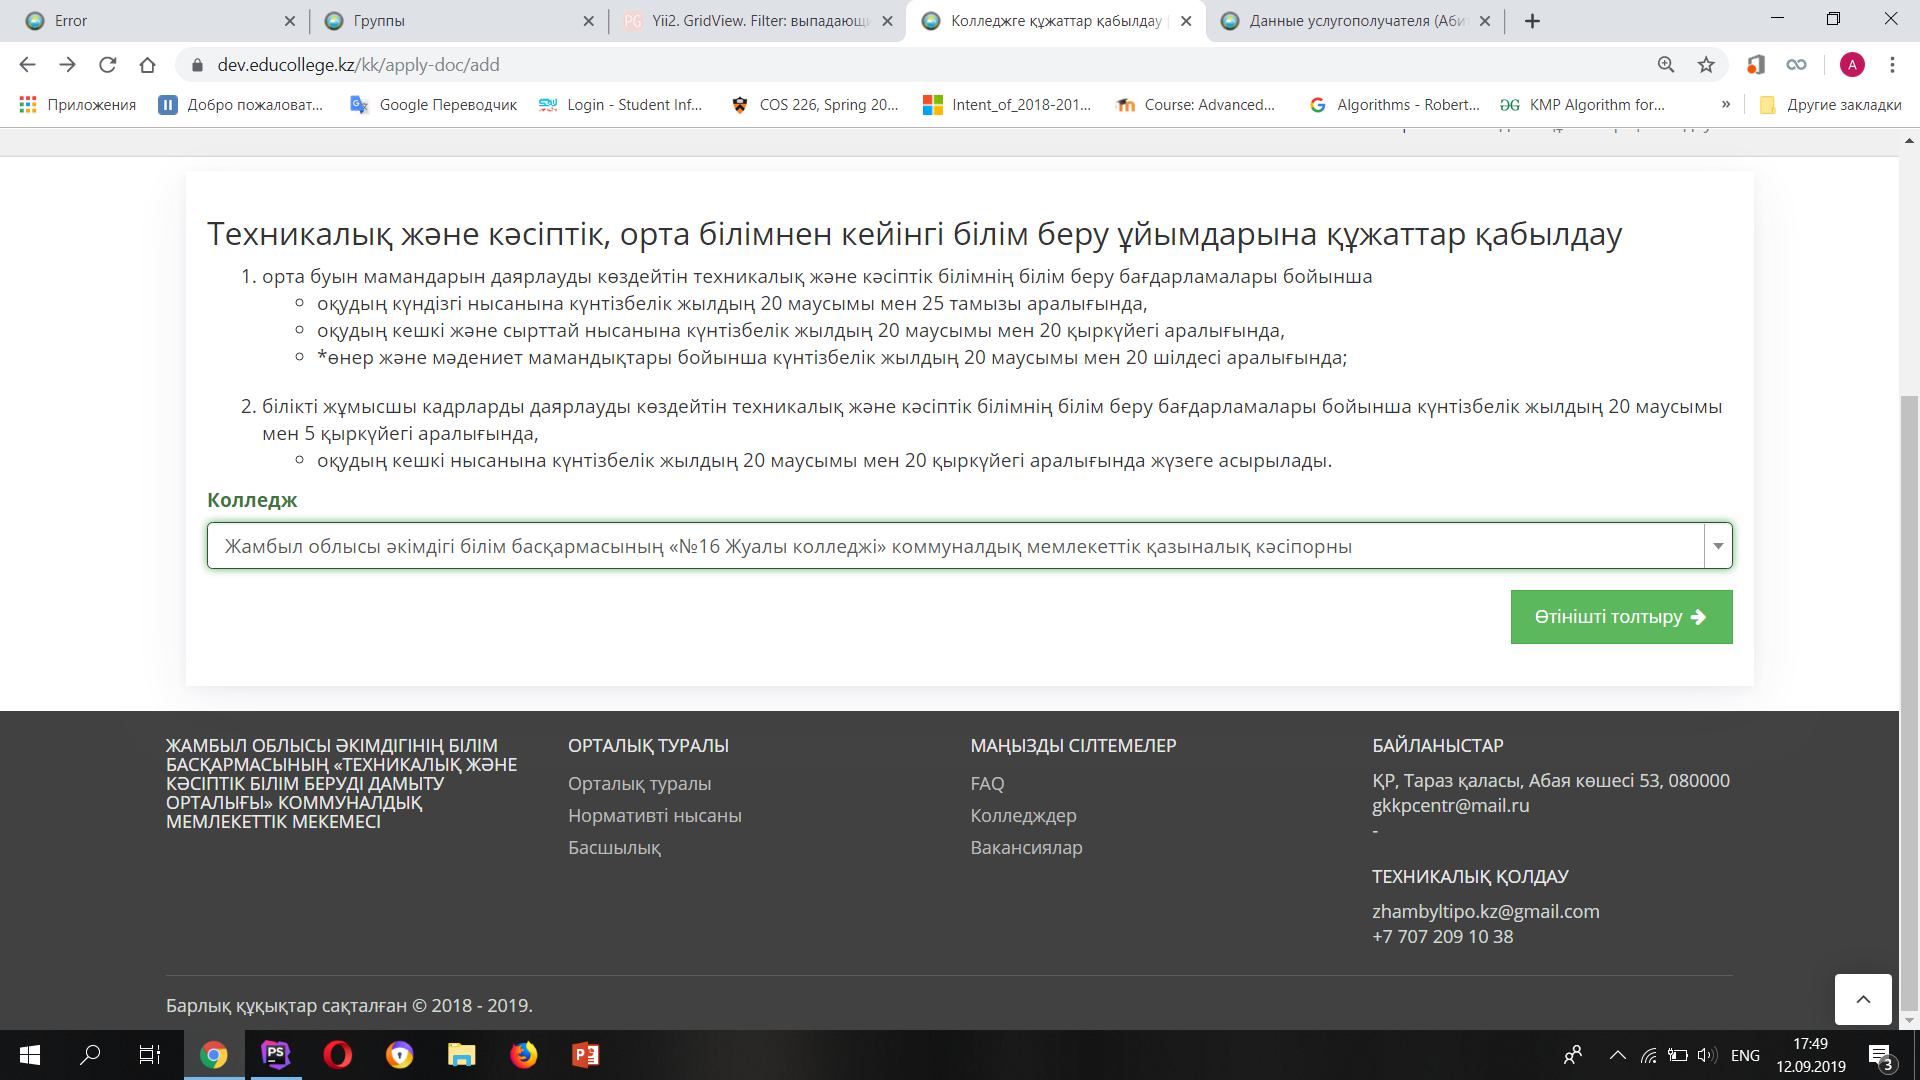 Error
Группы
Yii2. GridView. Filter: выпадающи
Колледжге құжаттар қабылдау |
Данные услугополучателя (Аби
dev.educollege.kz/kk/apply-doc/add
A
Приложения
Добро пожаловат...
Google Переводчик
Login - Student Inf...
COS 226, Spring 20...
Intent_of_2018-201...
Course: Advanced...
Algorithms - Robert...
KMP Algorithm for...
»
Другие закладки
Техникалық және кәсіптік, орта білімнен кейінгі білім беру ұйымдарына құжаттар қабылдау
1. орта буын мамандарын даярлауды көздейтін техникалық және кәсіптік білімнің білім беру бағдарламалары бойынша
оқудың күндізгі нысанына күнтізбелік жылдың 20 маусымы мен 25 тамызы аралығында,
оқудың кешкі және сырттай нысанына күнтізбелік жылдың 20 маусымы мен 20 қыркүйегі аралығында,
*өнер және мәдениет мамандықтары бойынша күнтізбелік жылдың 20 маусымы мен 20 шілдесі аралығында;
2. білікті жұмысшы кадрларды даярлауды көздейтін техникалық және кәсіптік білімнің білім беру бағдарламалары бойынша күнтізбелік жылдың 20 маусымы
мен 5 қыркүйегі аралығында,
оқудың кешкі нысанына күнтізбелік жылдың 20 маусымы мен 20 қыркүйегі аралығында жүзеге асырылады.
Колледж
Жамбыл облысы әкімдігі білім басқармасының «№16 Жуалы колледжі» коммуналдық мемлекеттік қазыналық кәсіпорны
Өтінішті толтыру
ЖАМБЫЛ ОБЛЫСЫ ӘКІМДІГІНІҢ БІЛІМ
БАСҚАРМАСЫНЫҢ «ТЕХНИКАЛЫҚ ЖӘНЕ
КӘСІПТІК БІЛІМ БЕРУДІ ДАМЫТУ
ОРТАЛЫҒЫ» КОММУНАЛДЫҚ
МЕМЛЕКЕТТІК МЕКЕМЕСІ
ОРТАЛЫҚ ТУРАЛЫ
Орталық туралы
Нормативті нысаны
Басшылық
МАҢЫЗДЫ СІЛТЕМЕЛЕР
FAQ
Колледждер
Вакансиялар
БАЙЛАНЫСТАР
ҚР, Тараз қаласы, Абая көшесі 53, 080000
gkkpcentr@mail.ru
-
ТЕХНИКАЛЫҚ ҚОЛДАУ
zhambyltipo.kz@gmail.com
+7 707 209 10 38
Барлық құқықтар сақталған © 2018 - 2019.
ENG
17:49
12.09.2019
3